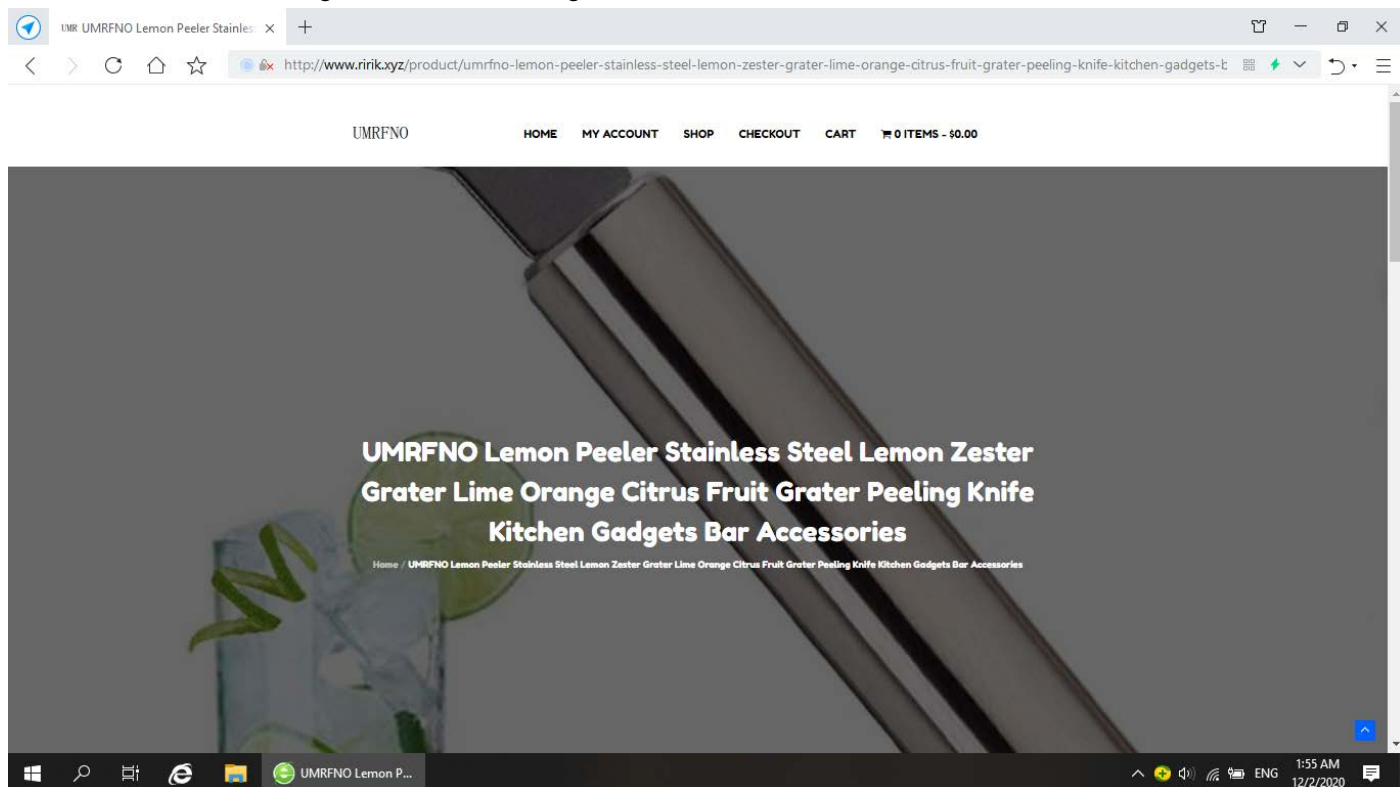 UMR UMRFNO Lemon Peeler Stainles
http://www.ririk.xyz/product/umrfno-lemon-peeler-stainless-steel-lemon-zester-grater-lime-orange-citrus-fruit-grater-peeling-knife-kitchen-gadgets-b
UMRFNO HOME MY ACCOUNT SHOP CHECKOUT CART 0 ITEMS - $0.00
UMRFNO Lemon Peeler Stainless Steel Lemon Zester
Grater Lime Orange Citrus Fruit Grater Peeling Knife
Kitchen Gadgets Bar Accessories
Home / UMRFNO Lemon Peeler Stainless Steel Lemon Zester Grater Lime Orange Citrus Fruit Grater Peeling Knife Kitchen Gadgets Bar Accessories
UMRFNO Lemon P...
ENG
1:55 AM
12/2/2020